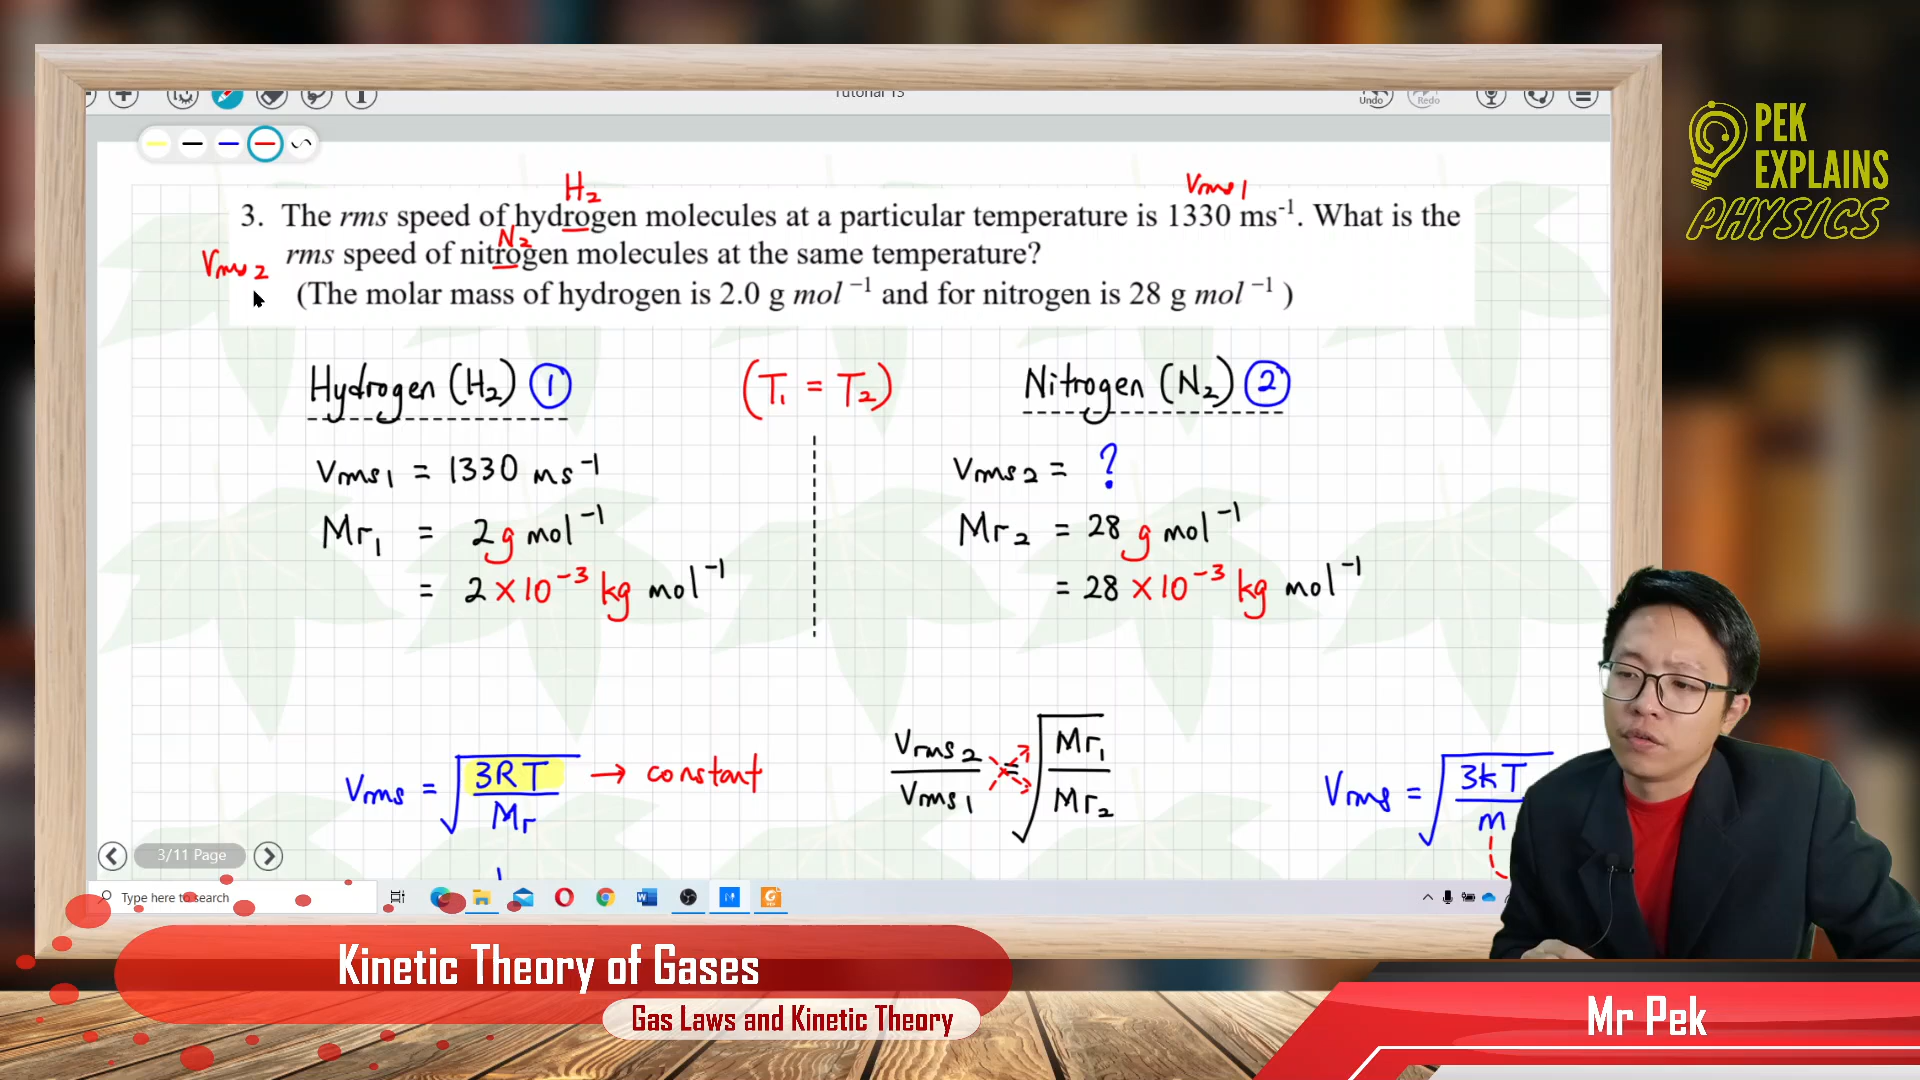 Tutorial 13
Undo
Redo
PEK
EXPLAINS
PHYSICS
H₂
Vrms1
3. The rms speed of hydrogen molecules at a particular temperature is 1330 ms⁻¹. What is the
N₂
rms speed of nitrogen molecules at the same temperature?
Vrms2
(The molar mass of hydrogen is 2.0 g mol ⁻¹ and for nitrogen is 28 g mol ⁻¹ )
Hydrogen (H₂) ①
(T₁ = T₂)
Nitrogen (N₂) ②
Vrms1 = 1330 ms⁻¹
Vrms2 = ?
Mr₁ = 2g mol⁻¹
Mr₂ = 28 g mol⁻¹
= 2 × 10⁻³ kg mol⁻¹
= 28 × 10⁻³ kg mol⁻¹
Vrms = √(3RT / Mr) → constant
Vrms2 / Vrms1 = √(Mr₁ / Mr₂)
Vrms = √(3kT / m)
3/11 Page
Type here to search
Kinetic Theory of Gases
Gas Laws and Kinetic Theory
Mr Pek